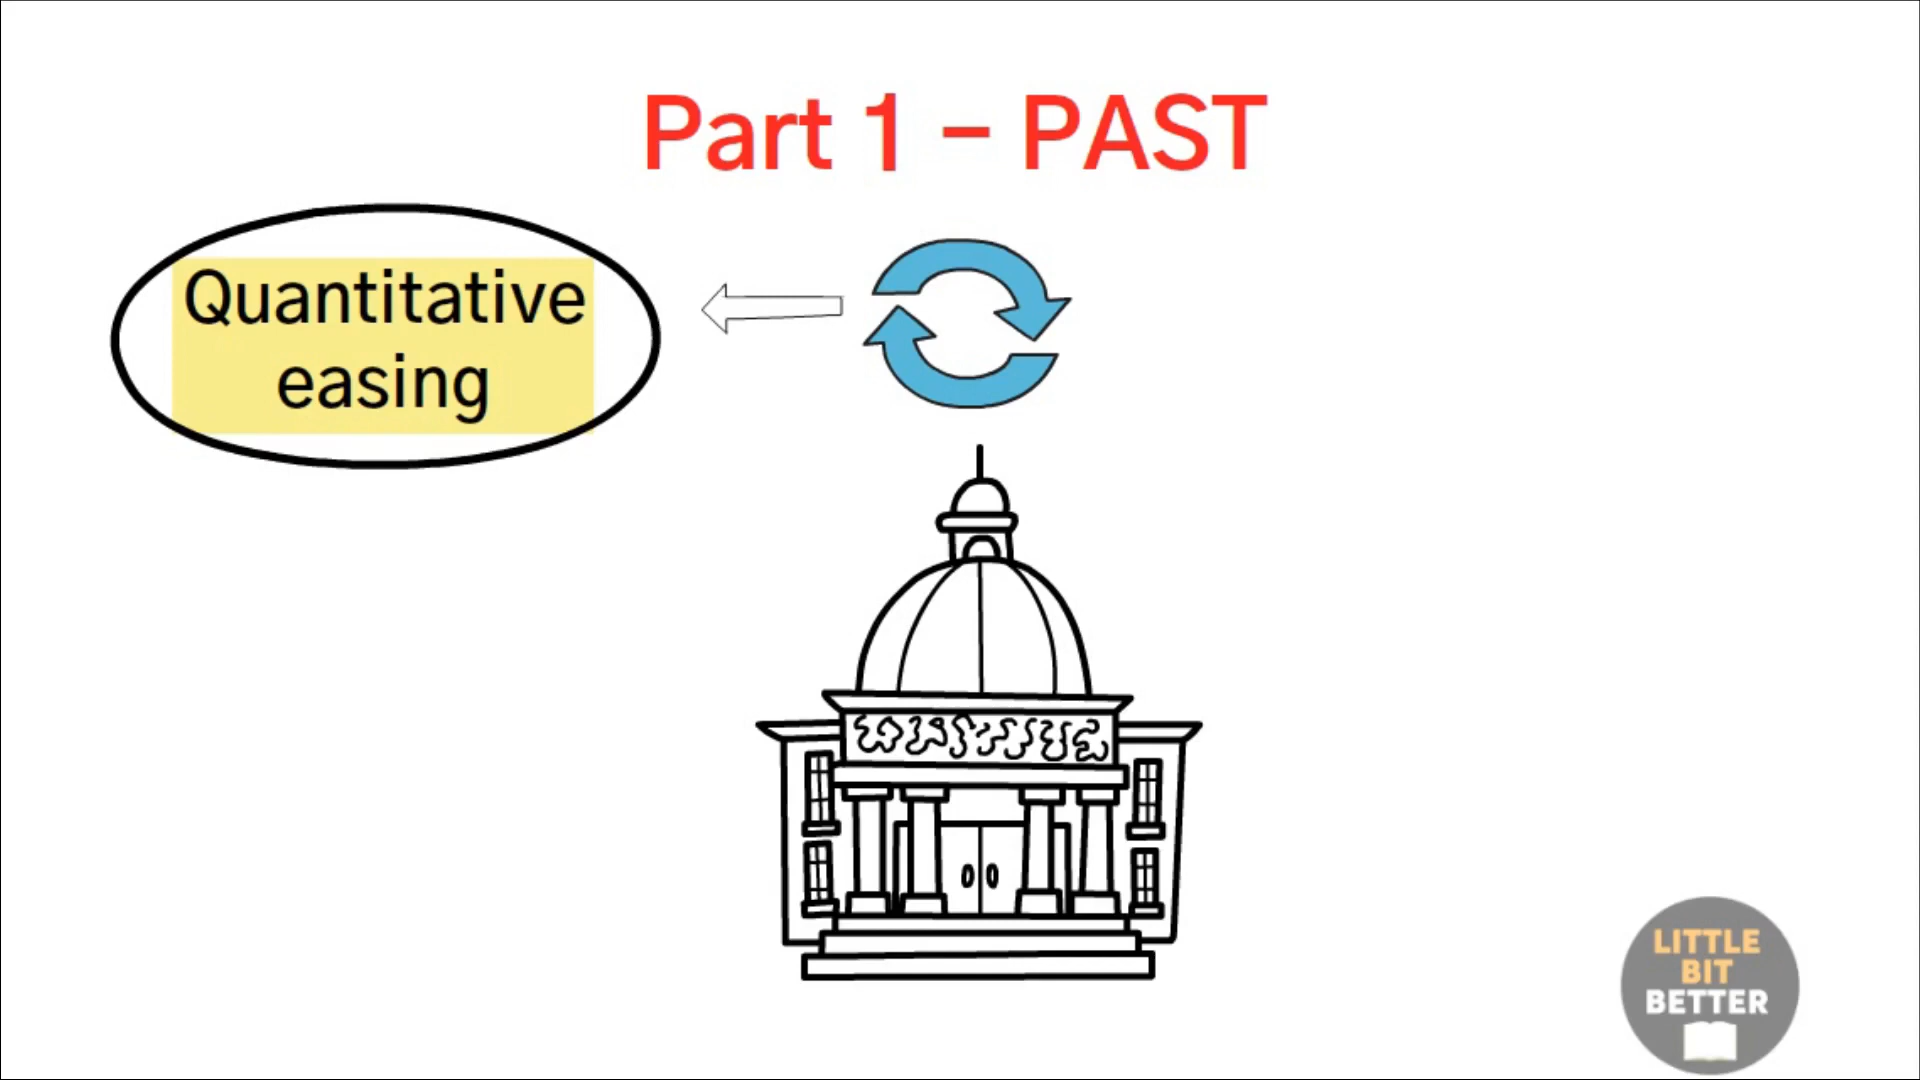 Part 1 – PAST
Quantitative
easing
LITTLE
BIT
BETTER